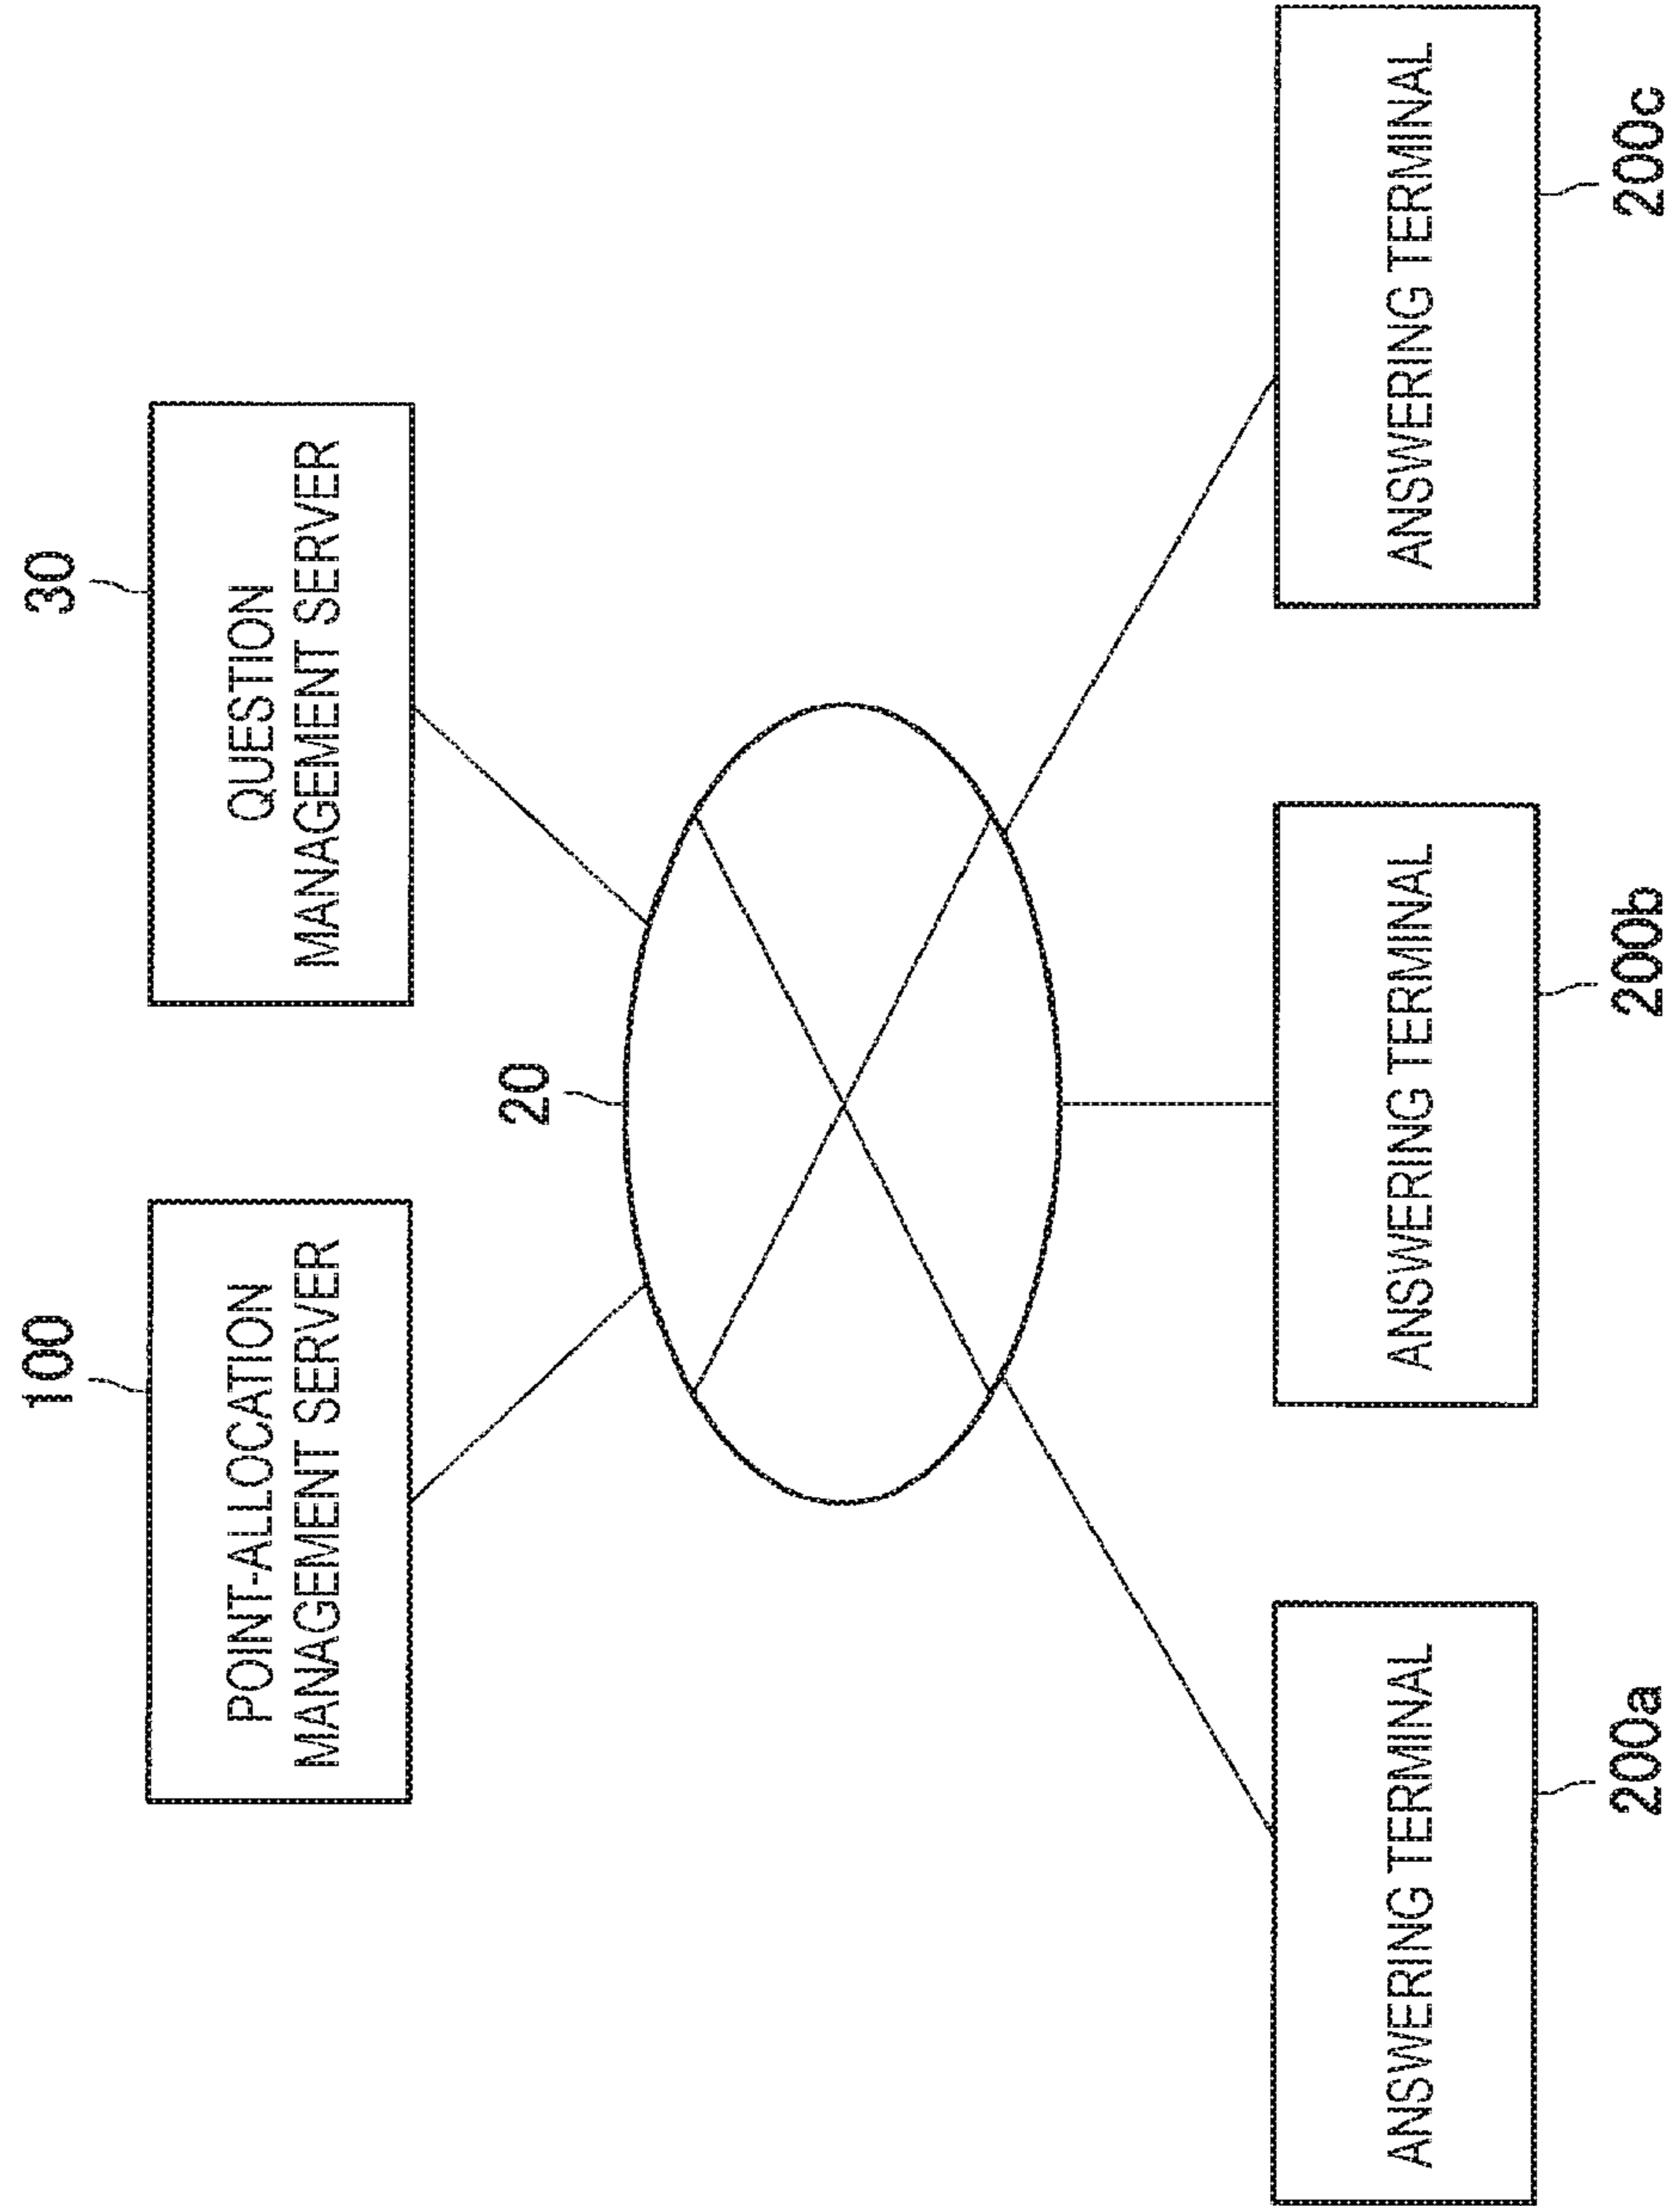 100
POINT-ALLOCATION
MANAGEMENT SERVER
30
QUESTION
MANAGEMENT SERVER
20
ANSWERING TERMINAL
200a
ANSWERING TERMINAL
200b
ANSWERING TERMINAL
200c